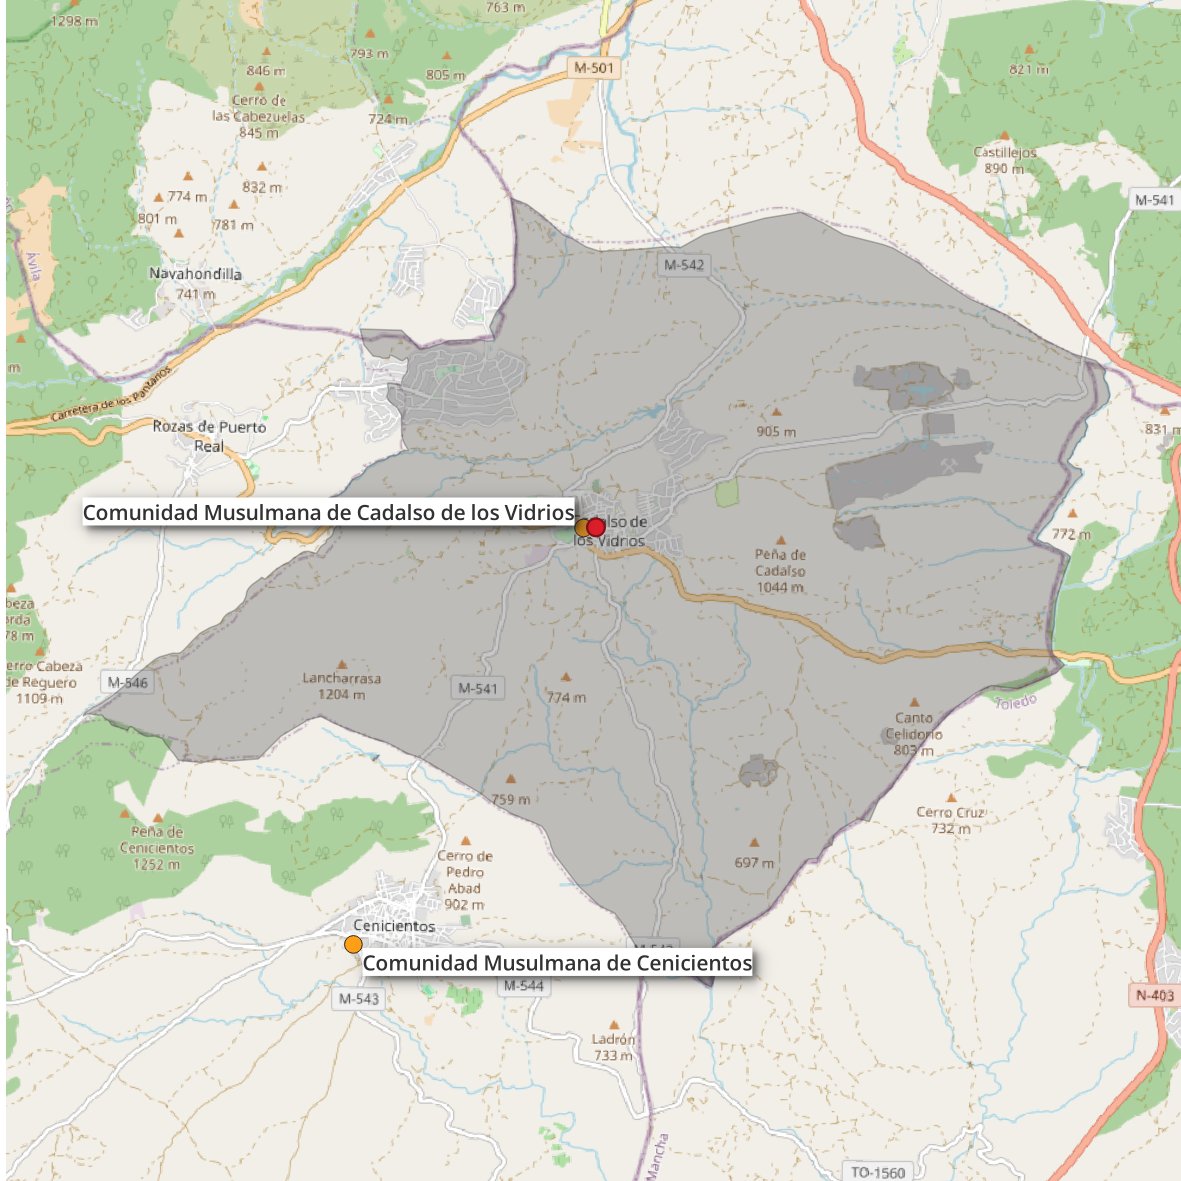 1298 m
763 m
793 m
846 m
805 m
M-501
821 m
Cerro de
las Cabezuelas
845 m
724 m
Castillejos
890 m
832 m
774 m
M-541
801 m
781 m
Ávila
M-542
Navahondilla
741 m
m
Carretera de los Pantanos
Rozas de Puerto
Real
905 m
831 m
Comunidad Musulmana de Cadalso de los Vidrios
los Vidrios
772 m
Peña de
Cadalso
1044 m
78 m
Cabeza
de Reguero
1109 m
M-546
Lancharrasa
1204 m
M-541
774 m
Toledo
Canto
Celidonio
803 m
759 m
Cerro Cruz
732 m
Peña de
Cenicientos
1252 m
Cerro de
Pedro
Abad
902 m
697 m
Cenicientos
Comunidad Musulmana de Cenicientos
M-544
M-543
N-403
Ladrón
733 m
Mancha
TO-1560